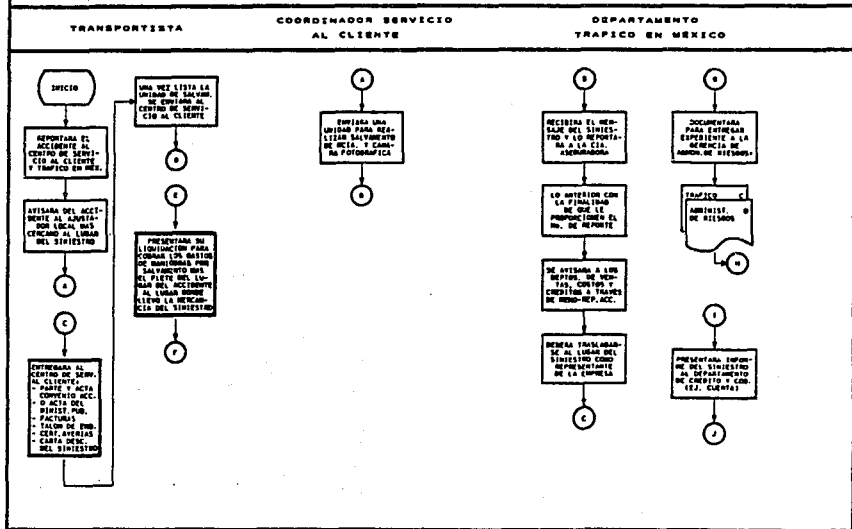 TRANSPORTISTA
COORDINADOR SERVICIO
AL CLIENTE
DEPARTAMENTO
TRAFICO EN MEXICO
INICIO
REPORTARA EL
ACCIDENTE AL
CENTRO DE SERVI-
CIO AL CLIENTE
Y TRAFICO EN MEX.
AVISARA DEL ACCI-
DENTE AL AJUSTA-
DOR LOCAL MAS
CERCANO AL LUGAR
DEL SINIESTRO
A
C
ENTREGARA AL
CENTRO DE SERV.
AL CLIENTE:
- PARTE Y ACTA
CONVENIO ACC.
- O ACTA DEL
MINIST.PUB.
- FACTURAS
- TALON DE EMB.
- CERT.AVERIAS
- CARTA DESC.
DEL SINIESTRO
UNA VEZ LISTA LA
UNIDAD DE SALVAM.
SE ENVIARA AL
CENTRO DE SERVI-
CIO AL CLIENTE
E
PRESENTARA SU
LIQUIDACION PARA
COBRAR LOS GASTOS
DE MANIOBRAS POR
SALVAMENTO MAS
EL FLETE DEL LU-
GAR DEL ACCIDENTE
AL LUGAR DONDE
LLEVO LA MERCAN-
CIA DEL SINIESTRO
F
A
ENVIARA UNA
UNIDAD PARA REA-
LIZAR SALVAMENTO
DE MCIA. Y CAMA-
RA FOTOGRAFICA
B
RECIBIRA EL MEN-
SAJE DEL SINIES-
TRO Y LO REPORTA-
RA A LA CIA.
ASEGURADORA
LO ANTERIOR CON
LA FINALIDAD
DE QUE LE
PROPORCIONEN EL
No. DE REPORTE
SE AVISARA A LOS
DEPTOS. DE VEN-
TAS, COSTOS Y
CREDITOS A TRAVES
DE MEMO-REP.ACC.
DEBERA TRASLADAR-
SE AL LUGAR DEL
SINIESTRO COMO
REPRESENTANTE
DE LA EMPRESA
C
G
DOCUMENTARA
PARA ENTREGAR
EXPEDIENTE A LA
GERENCIA DE
ADMON.DE RIESGOS.
TRAFICO C
ADMINIST. O
DE RIESGOS
H
I
PRESENTARA INFOR-
ME DEL SINIESTRO
AL DEPARTAMENTO
DE CREDITO Y COB.
(EJ. CUENTA)
J